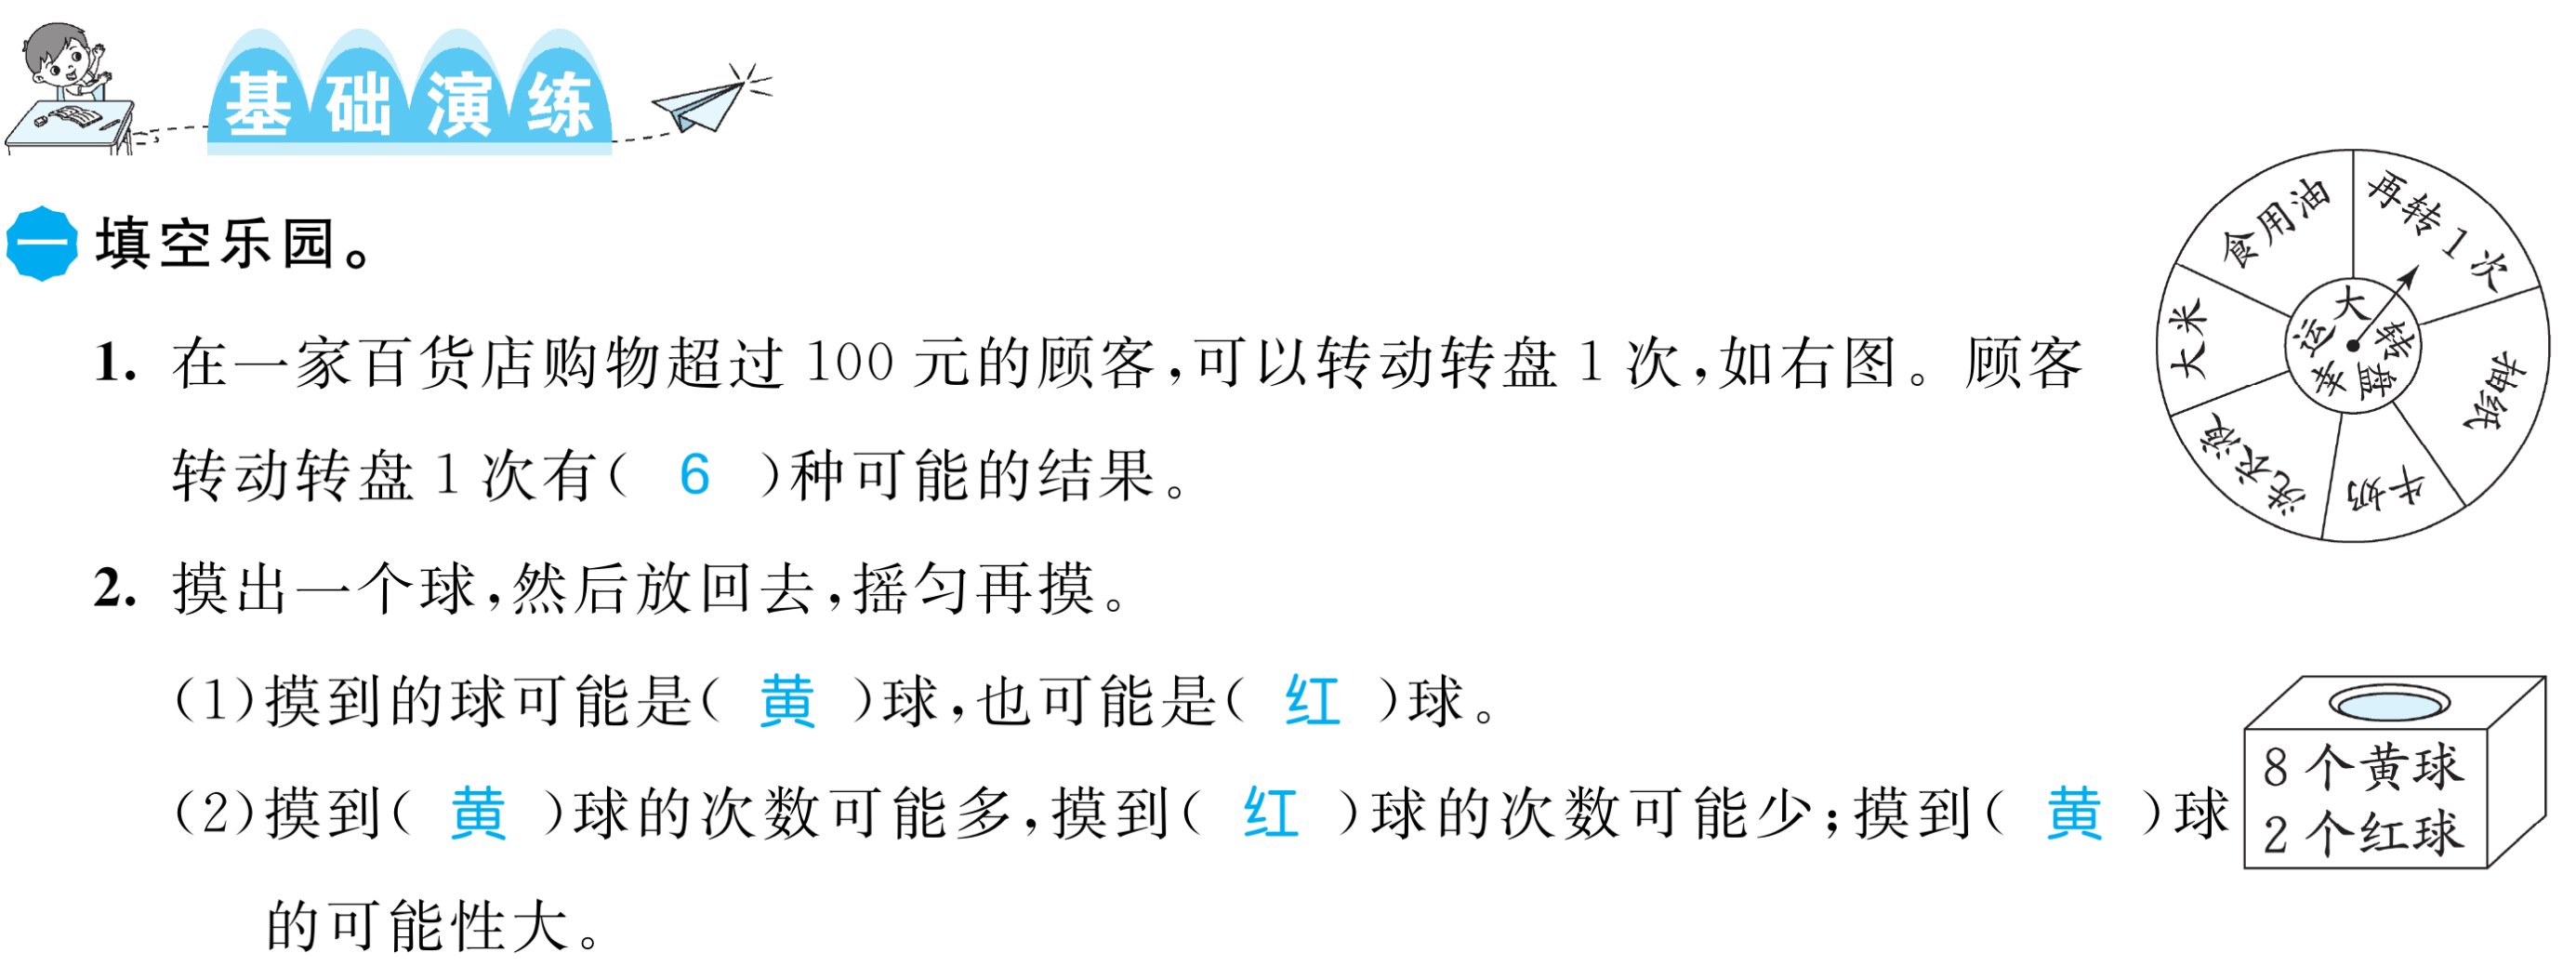 基础演练
一 填空乐园。
1. 在一家百货店购物超过 100 元的顾客,可以转动转盘 1 次,如右图。顾客
转动转盘 1 次有( 6 )种可能的结果。
食用油
再转1次
大米
抽纸
洗衣液
牛奶
幸运大转盘
2. 摸出一个球,然后放回去,摇匀再摸。
(1)摸到的球可能是( 黄 )球,也可能是( 红 )球。
(2)摸到( 黄 )球的次数可能多,摸到( 红 )球的次数可能少;摸到( 黄 )球
的可能性大。
8 个黄球
2 个红球